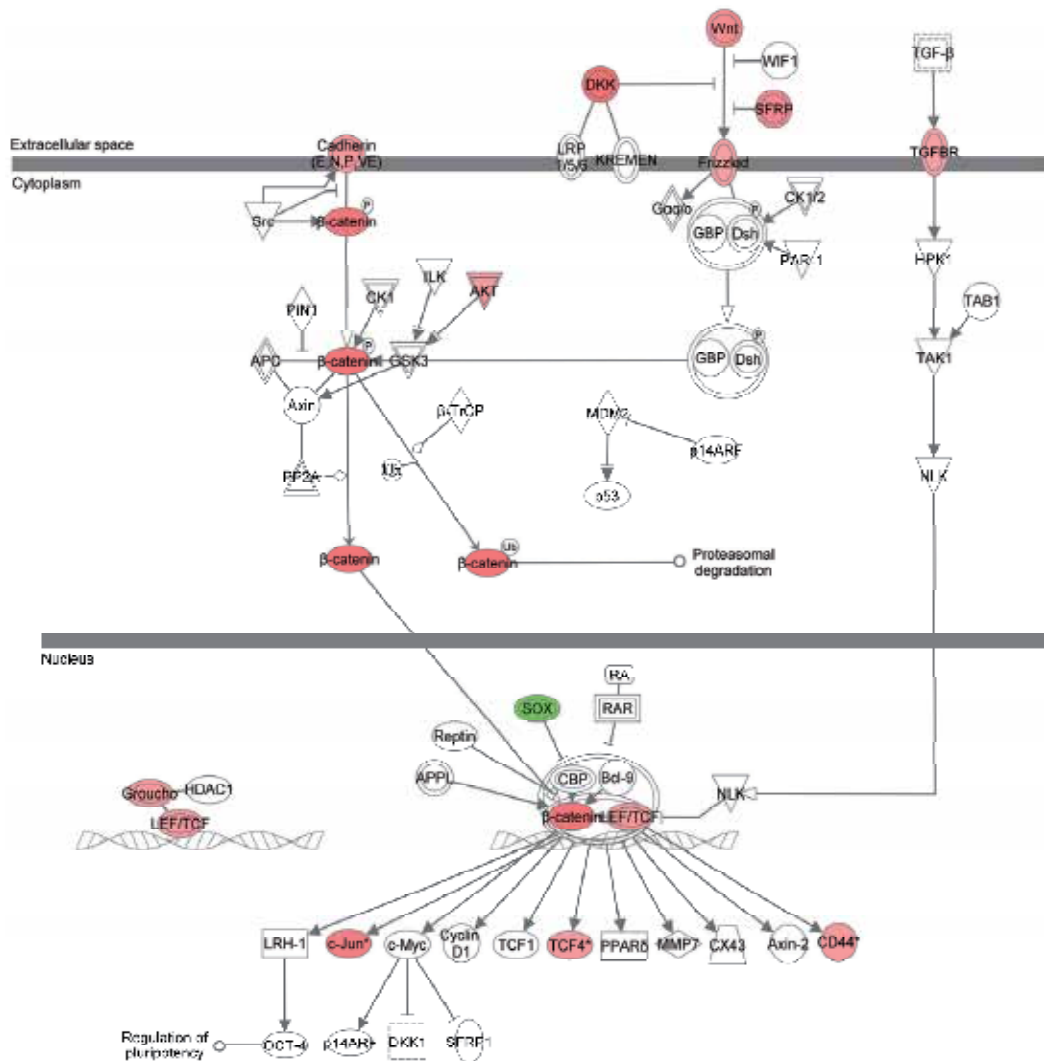 Wnt
WIF1
TGF-β
DKK
SFRP
Extracellular space
Cadherin
(E,N,P,VE)
LRP
1/5/6
KREMEN
Frizzled
TGFBR
Cytoplasm
Src
β-catenin
P
Gαq/o
GBP
Dsh
P
CK1/2
PAR-1
HPK1
PIN1
CK1
ILK
AKT
TAB1
APC
β-catenin
P
GSK3
GBP
Dsh
P
TAK1
Axin
β-TrCP
MDM2
p14ARF
PP2A
Ub
p53
NLK
β-catenin
β-catenin
Ub
Proteasomal
degradation
Nucleus
RA
SOX
RAR
Reptin
APPL
CBP
Bcl-9
NLK
Groucho
HDAC1
LEF/TCF
β-catenin
LEF/TCF
LRH-1
c-Jun*
c-Myc
Cyclin
D1
TCF1
TCF4*
PPARδ
MMP7
CX43
Axin-2
CD44*
Regulation of
pluripotency
OCT-4
p14ARF
DKK1
SFRP1